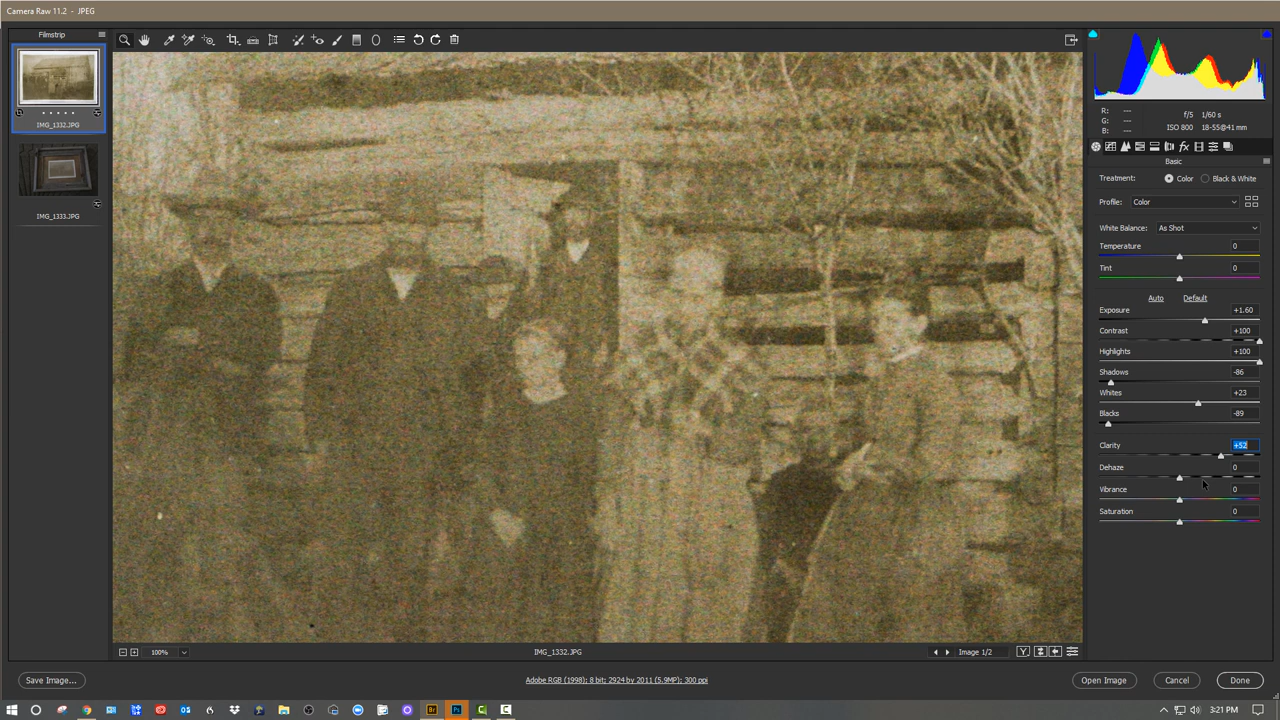 Camera Raw 11.2 - JPEG
Filmstrip
IMG_1332.JPG
IMG_1333.JPG
R: ---
G: ---
B: ---
f/5 1/60 s
ISO 800 18-55@41 mm
Basic
Treatment: Color Black & White
Profile: Color
White Balance: As Shot
Temperature 0
Tint 0
Auto Default
Exposure +1.60
Contrast +100
Highlights +100
Shadows -86
Whites +23
Blacks -89
Clarity +52
Dehaze 0
Vibrance 0
Saturation 0
100% IMG_1332.JPG Image 1/2 Y
Save Image... Adobe RGB (1998); 8 bit; 2924 by 2011 (5.9MP); 300 ppi Open Image Cancel Done
Br Ps 3:21 PM